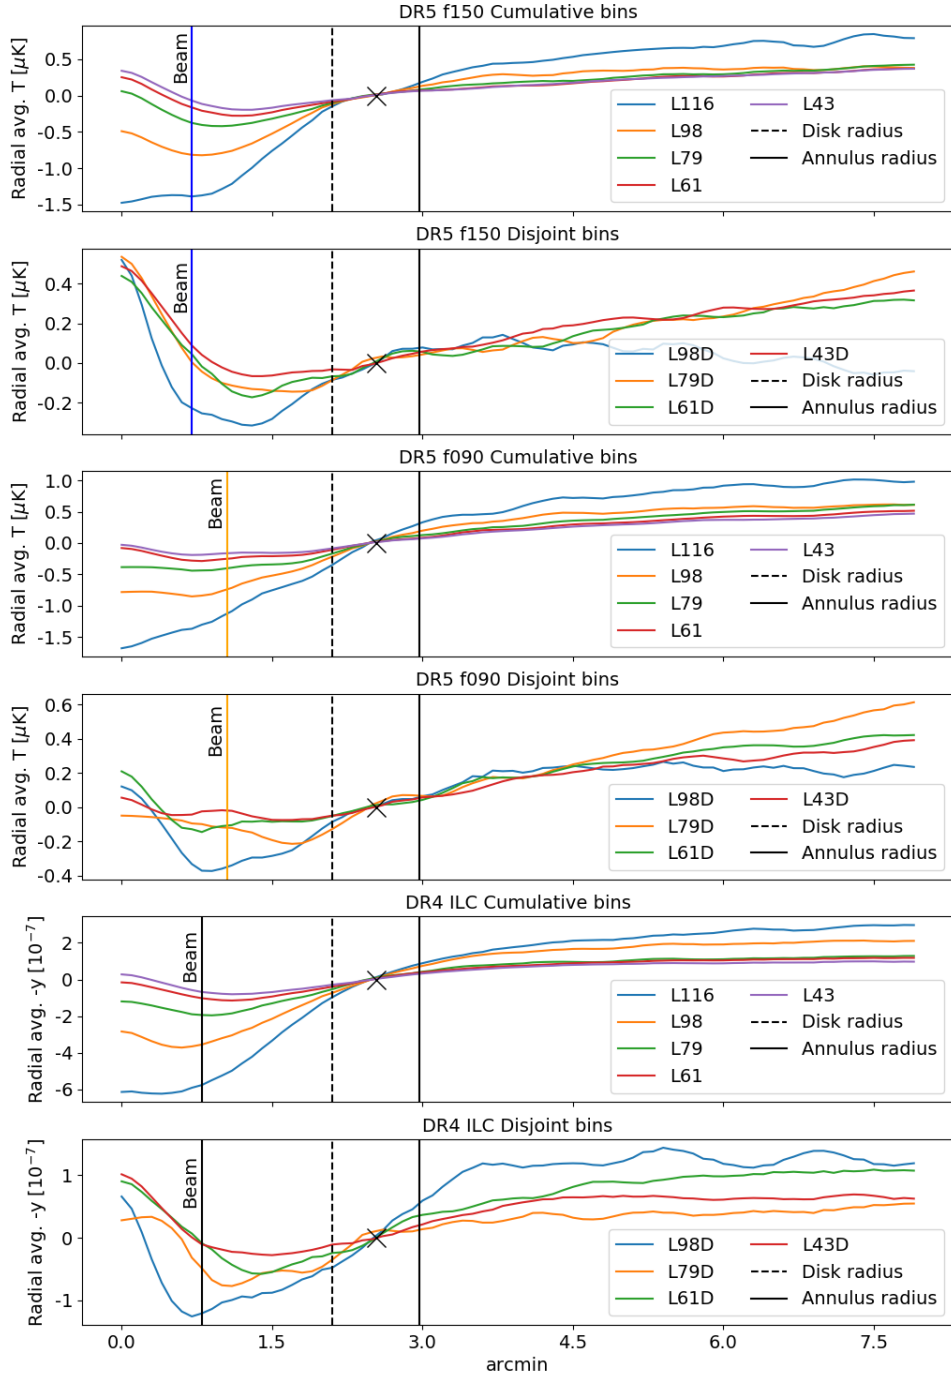 DR5 f150 Cumulative bins
Radial avg. T [μK]
0.5
0.0
-0.5
-1.0
-1.5
Beam
L116
L98
L79
L61
L43
Disk radius
Annulus radius
DR5 f150 Disjoint bins
Radial avg. T [μK]
0.4
0.2
0.0
-0.2
Beam
L98D
L79D
L61D
L43D
Disk radius
Annulus radius
DR5 f090 Cumulative bins
Radial avg. T [μK]
1.0
0.5
0.0
-0.5
-1.0
-1.5
Beam
L116
L98
L79
L61
L43
Disk radius
Annulus radius
DR5 f090 Disjoint bins
Radial avg. T [μK]
0.6
0.4
0.2
0.0
-0.2
-0.4
Beam
L98D
L79D
L61D
L43D
Disk radius
Annulus radius
DR4 ILC Cumulative bins
Radial avg. -y [10⁻⁷]
2
0
-2
-4
-6
Beam
L116
L98
L79
L61
L43
Disk radius
Annulus radius
DR4 ILC Disjoint bins
Radial avg. -y [10⁻⁷]
1
0
-1
Beam
L98D
L79D
L61D
L43D
Disk radius
Annulus radius
0.0 1.5 3.0 4.5 6.0 7.5
arcmin